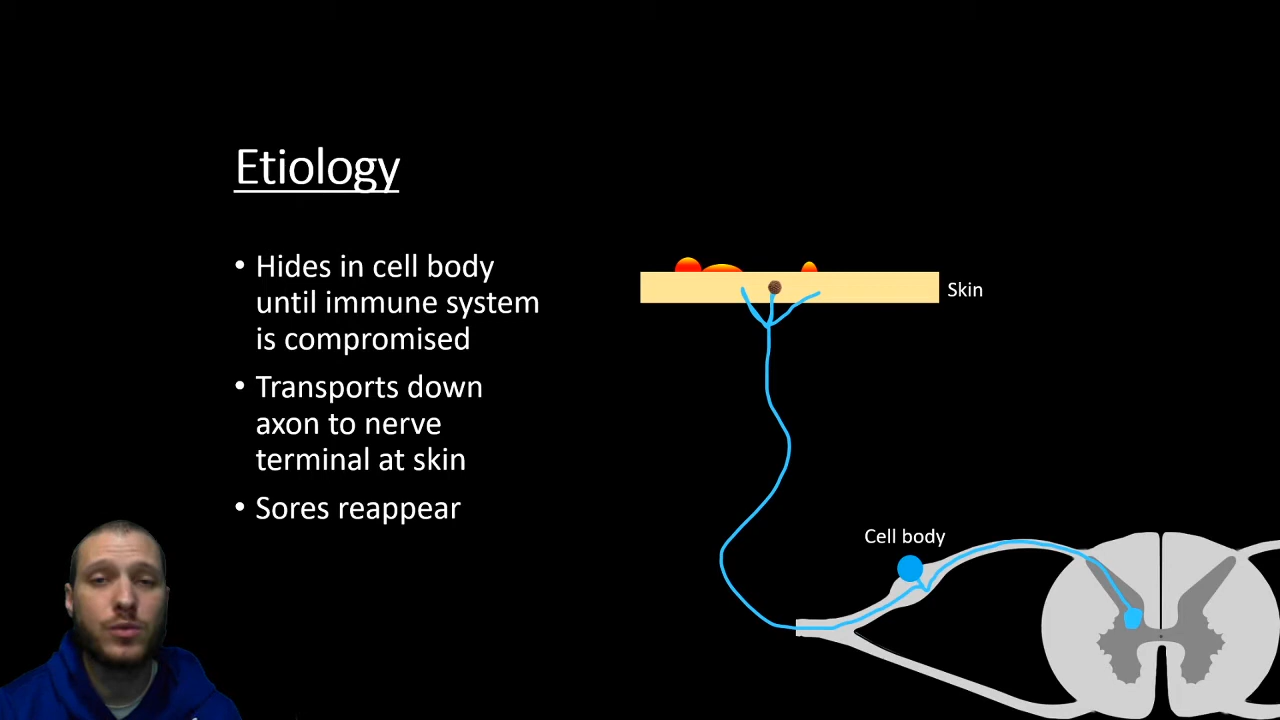 Etiology
• Hides in cell body
until immune system
is compromised
• Transports down
axon to nerve
terminal at skin
• Sores reappear
Skin
Cell body